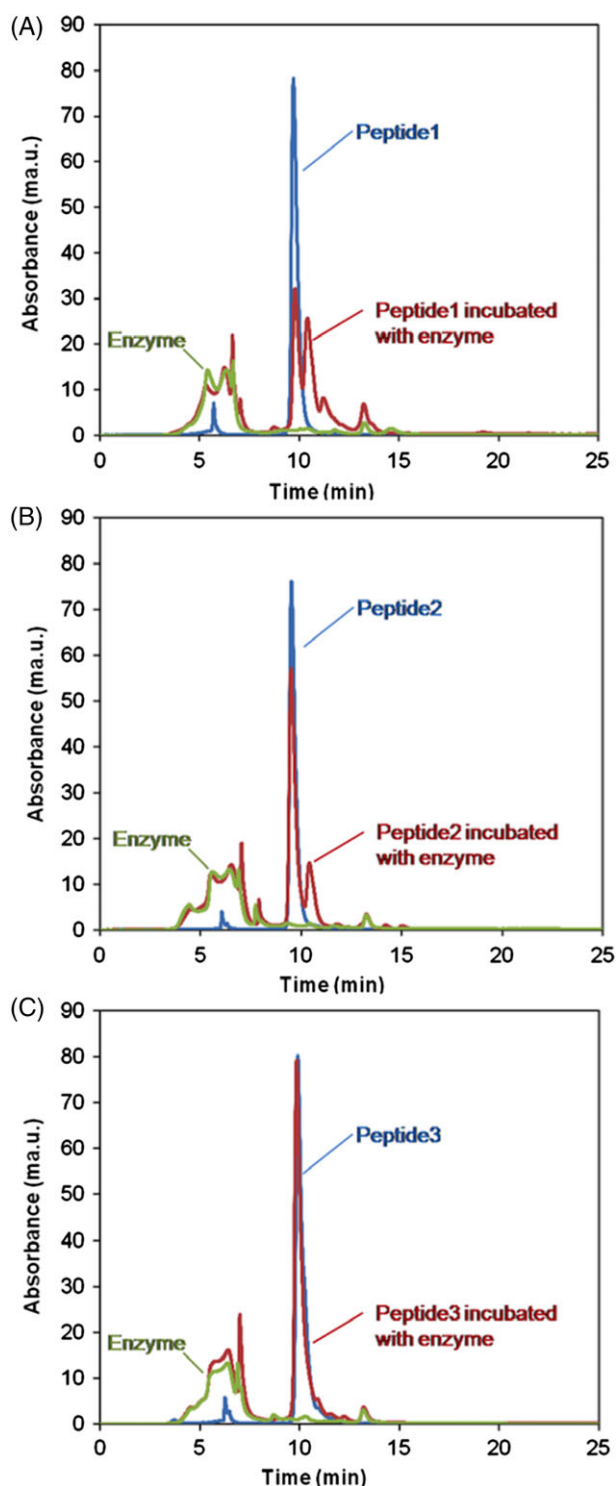 (A)
90
80
70
60
50
40
30
20
10
0
Absorbance (ma.u.)
Peptide1
Enzyme
Peptide1 incubated
with enzyme
0 5 10 15 20 25
Time (min)
(B)
90
80
70
60
50
40
30
20
10
0
Absorbance (ma.u.)
Peptide2
Enzyme
Peptide2 incubated
with enzyme
0 5 10 15 20 25
Time (min)
(C)
90
80
70
60
50
40
30
20
10
0
Absorbance (ma.u.)
Peptide3
Enzyme
Peptide3 incubated
with enzyme
0 5 10 15 20 25
Time (min)